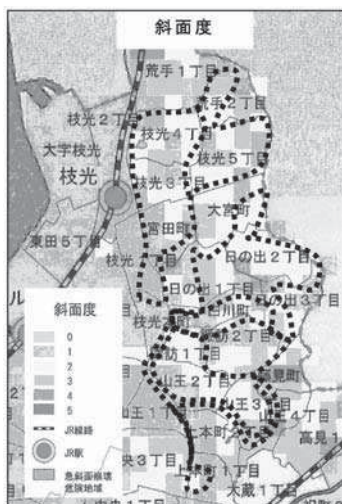 斜面度
荒手1丁目
荒手2丁目
枝光2丁目
枝光4丁目
大字枝光
枝光5丁目
枝光
枝光3丁目
大宮町
宮田町
東田5丁目
日の出2丁目
日の出1丁目
日の出3丁目
諏訪2丁目
諏訪1丁目
高見町
山王2丁目
山王3丁目
山王1丁目
山王4丁目
高見1
央3丁目
上本町1丁目
大蔵1丁目
斜面度
0
1
2
3
4
5
JR線路
JR駅
急斜面崩壊
危険地域